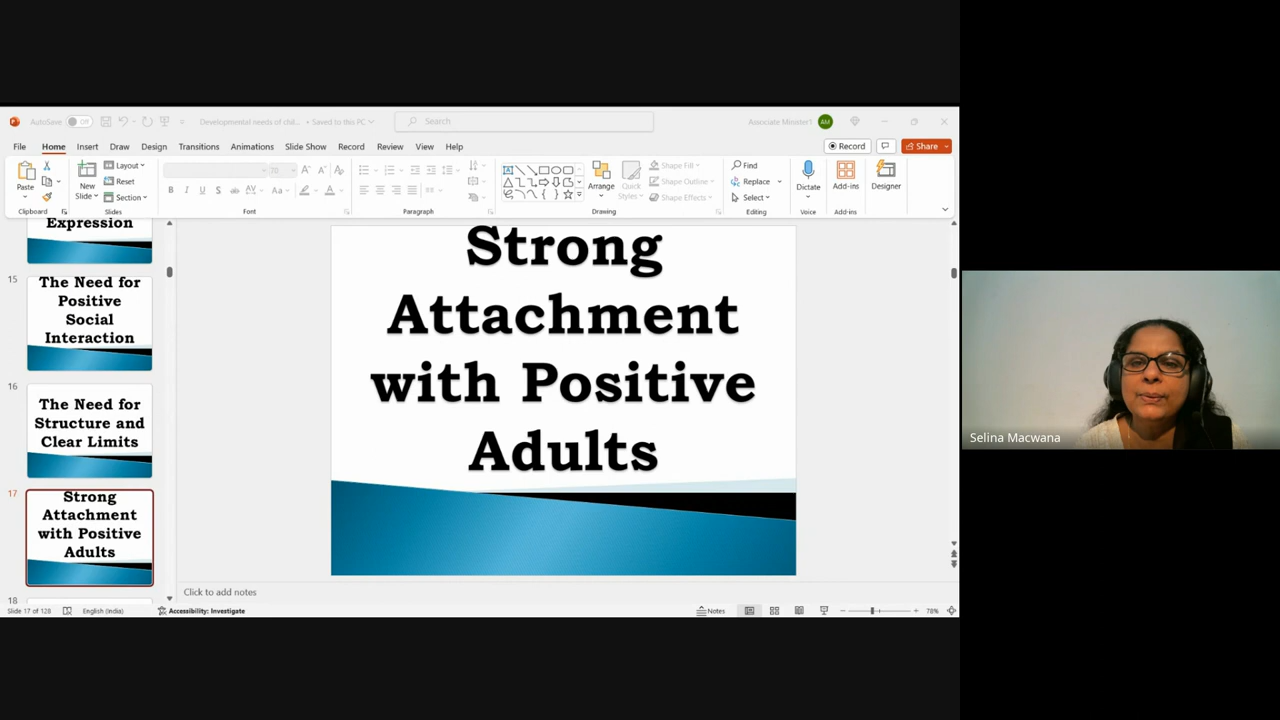 AutoSave Off
Developmental needs of chil... • Saved to this PC
Search
Associate Minister1 AM
File Home Insert Draw Design Transitions Animations Slide Show Record Review View Help
Record
Share
Paste
New
Slide
Layout
Reset
Section
Arrange
Quick
Styles
Shape Fill
Shape Outline
Shape Effects
Find
Replace
Select
Dictate
Add-ins
Designer
Clipboard Slides Font Paragraph Drawing Editing Voice Add-ins
Expression
15
The Need for
Positive
Social
Interaction
16
The Need for
Structure and
Clear Limits
17
Strong
Attachment
with Positive
Adults
18
Strong
Attachment
with Positive
Adults
Click to add notes
Slide 17 of 128 English (India) Accessibility: Investigate Notes 78%
Selina Macwana